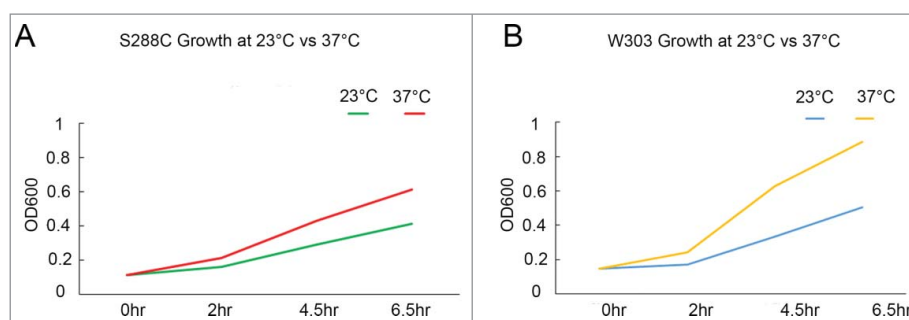 A
S288C Growth at 23°C vs 37°C
23°C 37°C
1
0.8
0.6
0.4
0.2
0
OD600
0hr 2hr 4.5hr 6.5hr
B
W303 Growth at 23°C vs 37°C
23°C 37°C
1
0.8
0.6
0.4
0.2
0
OD600
0hr 2hr 4.5hr 6.5hr